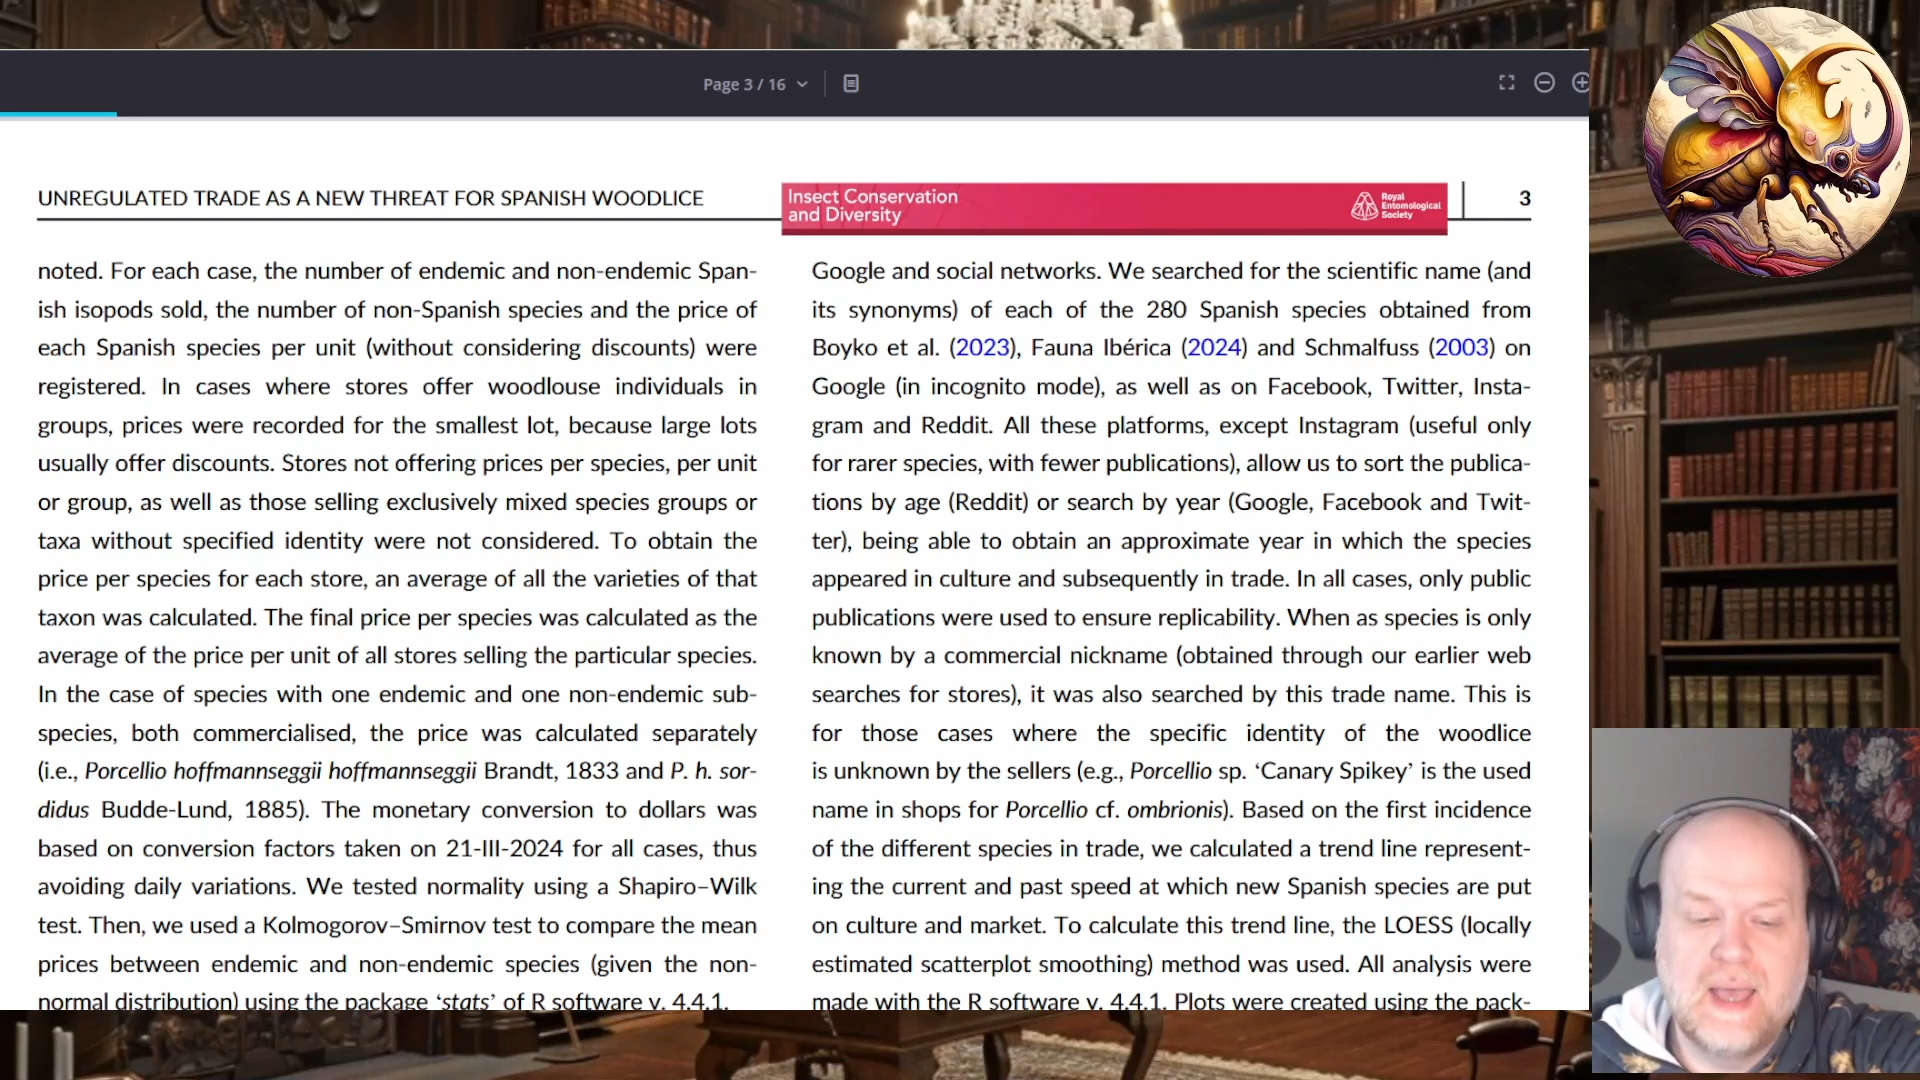 Page 3 / 16
UNREGULATED TRADE AS A NEW THREAT FOR SPANISH WOODLICE
Insect Conservation
and Diversity
Royal
Entomological
Society
3
noted. For each case, the number of endemic and non-endemic Span-
ish isopods sold, the number of non-Spanish species and the price of
each Spanish species per unit (without considering discounts) were
registered. In cases where stores offer woodlouse individuals in
groups, prices were recorded for the smallest lot, because large lots
usually offer discounts. Stores not offering prices per species, per unit
or group, as well as those selling exclusively mixed species groups or
taxa without specified identity were not considered. To obtain the
price per species for each store, an average of all the varieties of that
taxon was calculated. The final price per species was calculated as the
average of the price per unit of all stores selling the particular species.
In the case of species with one endemic and one non-endemic sub-
species, both commercialised, the price was calculated separately
(i.e., Porcellio hoffmannseggii hoffmannseggii Brandt, 1833 and P. h. sor-
didus Budde-Lund, 1885). The monetary conversion to dollars was
based on conversion factors taken on 21-III-2024 for all cases, thus
avoiding daily variations. We tested normality using a Shapiro–Wilk
test. Then, we used a Kolmogorov–Smirnov test to compare the mean
prices between endemic and non-endemic species (given the non-
normal distribution) using the package ‘stats’ of R software v. 4.4.1.
Google and social networks. We searched for the scientific name (and
its synonyms) of each of the 280 Spanish species obtained from
Boyko et al. (2023), Fauna Ibérica (2024) and Schmalfuss (2003) on
Google (in incognito mode), as well as on Facebook, Twitter, Insta-
gram and Reddit. All these platforms, except Instagram (useful only
for rarer species, with fewer publications), allow us to sort the publica-
tions by age (Reddit) or search by year (Google, Facebook and Twit-
ter), being able to obtain an approximate year in which the species
appeared in culture and subsequently in trade. In all cases, only public
publications were used to ensure replicability. When as species is only
known by a commercial nickname (obtained through our earlier web
searches for stores), it was also searched by this trade name. This is
for those cases where the specific identity of the woodlice
is unknown by the sellers (e.g., Porcellio sp. ‘Canary Spikey’ is the used
name in shops for Porcellio cf. ombrionis). Based on the first incidence
of the different species in trade, we calculated a trend line represent-
ing the current and past speed at which new Spanish species are put
on culture and market. To calculate this trend line, the LOESS (locally
estimated scatterplot smoothing) method was used. All analysis were
made with the R software v. 4.4.1. Plots were created using the pack-